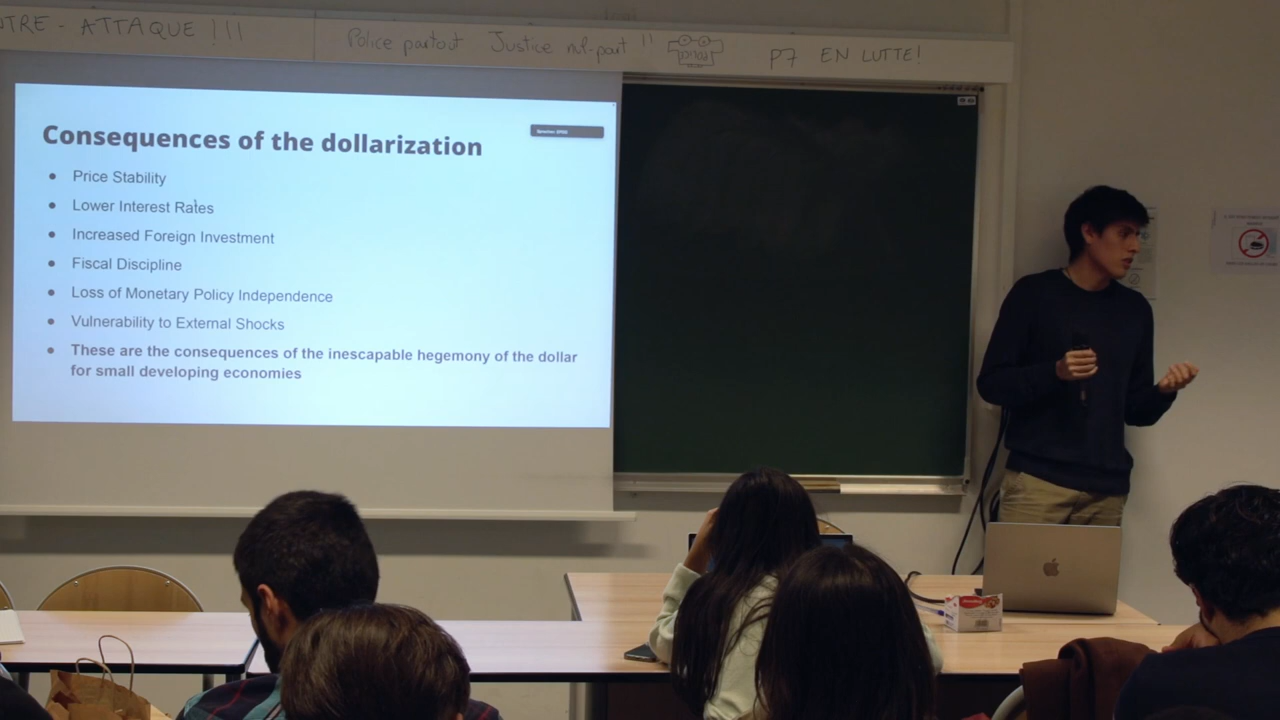 TRE - ATTAQUE !!!
Police partout Justice nul-part !!
P7 EN LUTTE!
Consequences of the dollarization
Price Stability
Lower Interest Rates
Increased Foreign Investment
Fiscal Discipline
Loss of Monetary Policy Independence
Vulnerability to External Shocks
These are the consequences of the inescapable hegemony of the dollar
for small developing economies